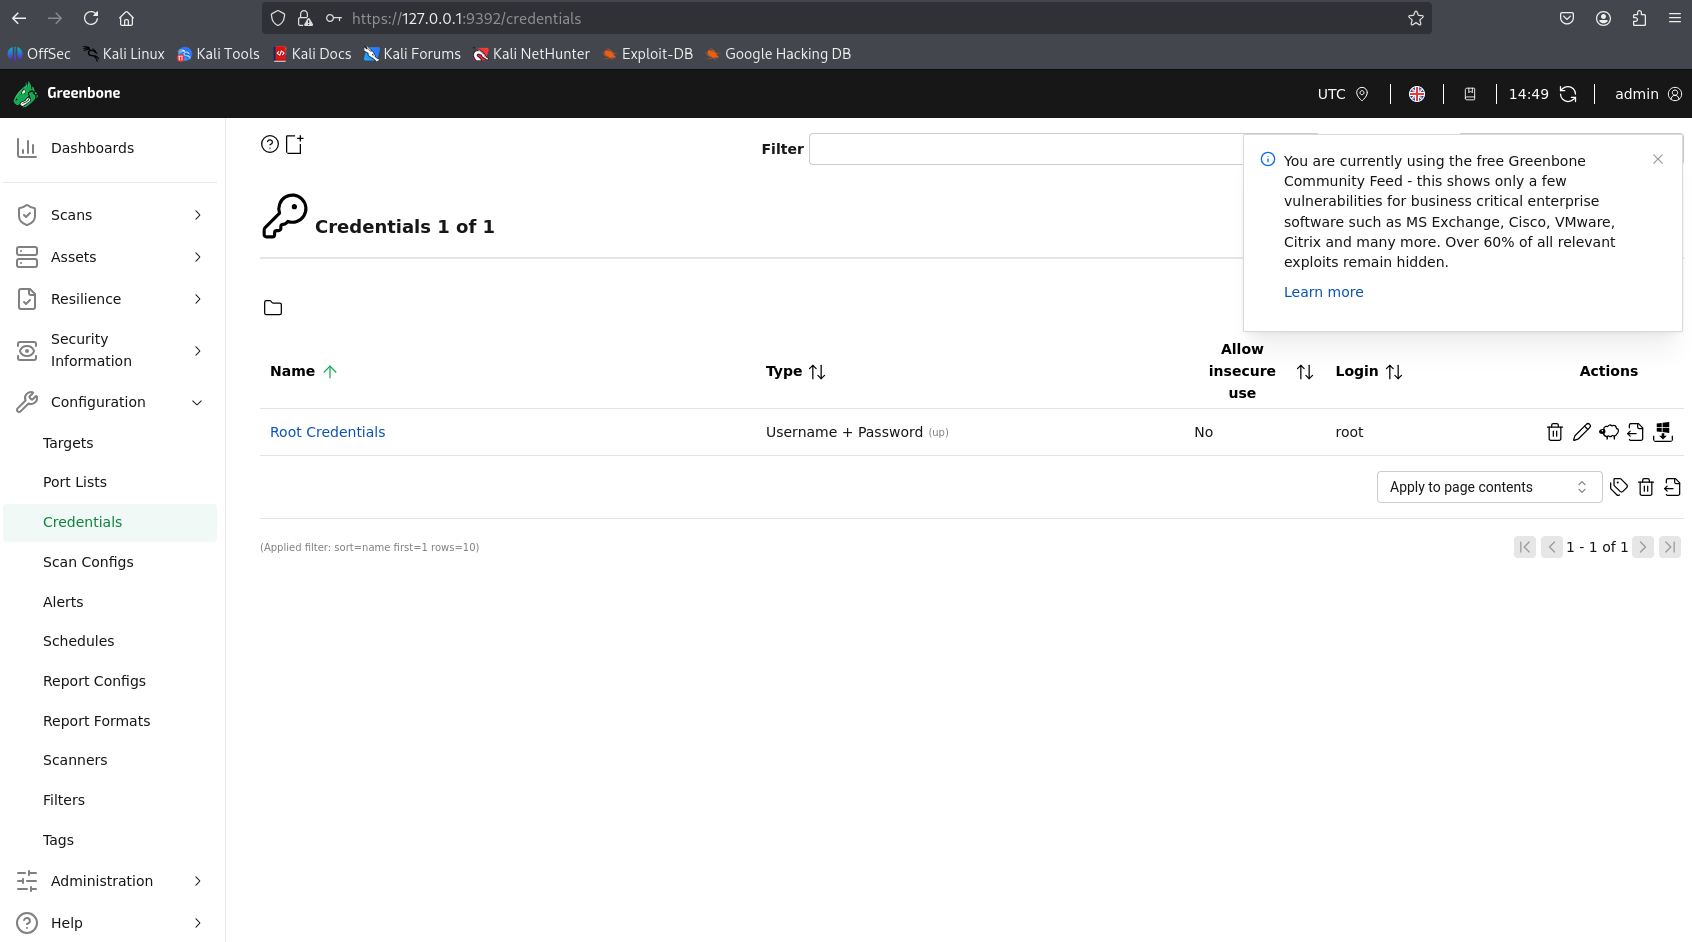 https://127.0.0.1:9392/credentials
OffSec Kali Linux Kali Tools Kali Docs Kali Forums Kali NetHunter Exploit-DB Google Hacking DB
Greenbone
UTC
14:49
admin
Dashboards
Scans
Assets
Resilience
Security
Information
Configuration
Targets
Port Lists
Credentials
Scan Configs
Alerts
Schedules
Report Configs
Report Formats
Scanners
Filters
Tags
Administration
Help
Filter
You are currently using the free Greenbone
Community Feed - this shows only a few
vulnerabilities for business critical enterprise
software such as MS Exchange, Cisco, VMware,
Citrix and many more. Over 60% of all relevant
exploits remain hidden.
Learn more
Credentials 1 of 1
Name Type Allow
insecure
use Login Actions
Root Credentials Username + Password (up) No root
Apply to page contents
(Applied filter: sort=name first=1 rows=10) 1 - 1 of 1